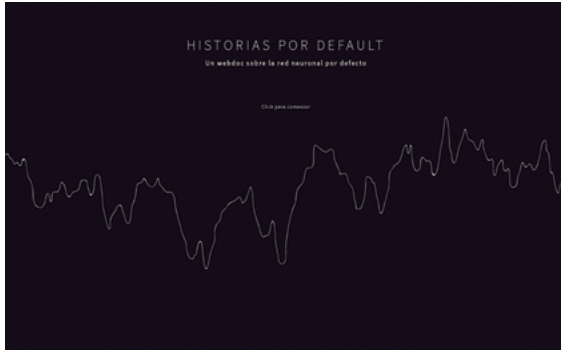 HISTORIAS POR DEFAULT
Un webdoc sobre la red neuronal por defecto
Click para comenzar